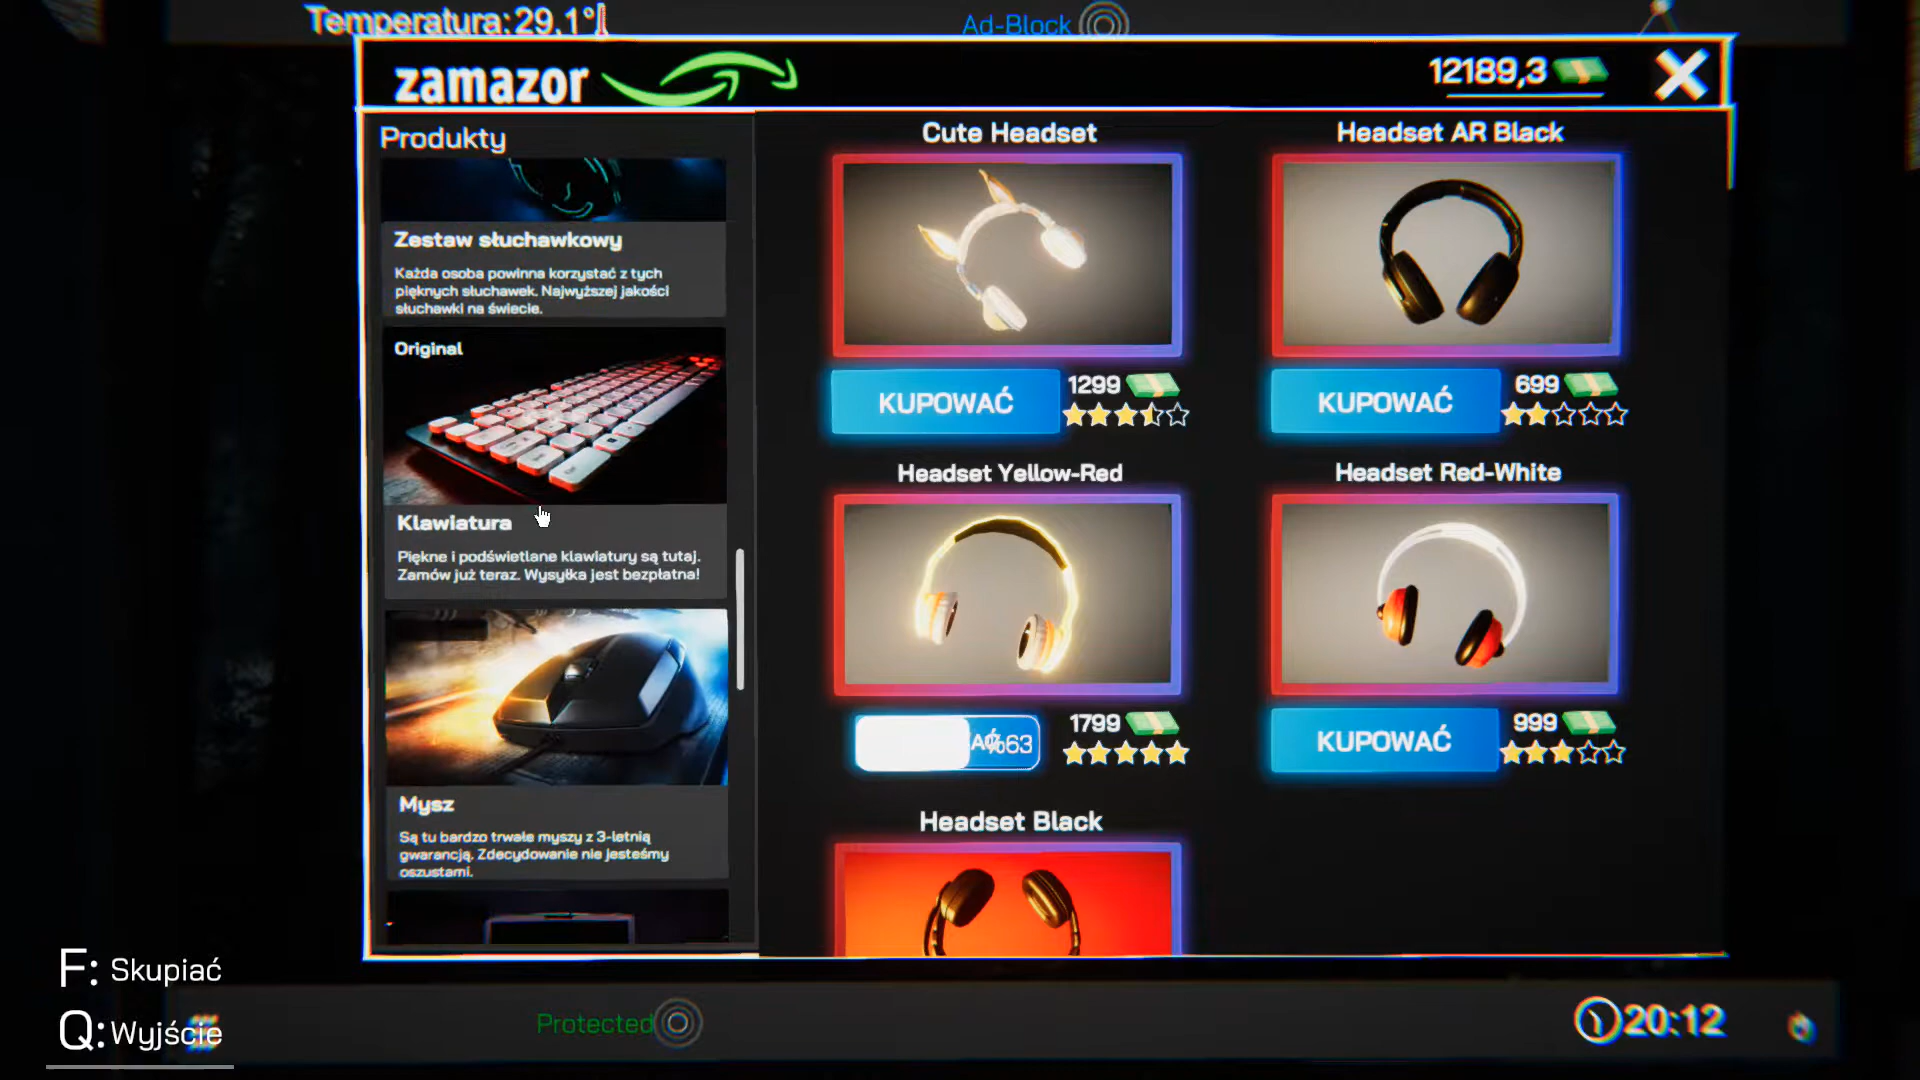 Temperatura: 29,1°
Ad-Block
zamazor
12189,3
Produkty
Zestaw słuchawkowy
Każda osoba powinna korzystać z tych
pięknych słuchawek. Najwyższej jakości
słuchawki na świecie.
Original
Klawiatura
Piękne i podświetlane klawiatury są tutaj.
Zamów już teraz. Wysyłka jest bezpłatna!
Mysz
Są tu bardzo trwałe myszy z 3-letnią
gwarancją. Zdecydowanie nie jesteśmy
oszustami.
Cute Headset
KUPOWAĆ
1299
Headset AR Black
KUPOWAĆ
699
Headset Yellow-Red
%63
1799
Headset Red-White
KUPOWAĆ
999
Headset Black
F: Skupiać
Q: Wyjście
Protected
20:12